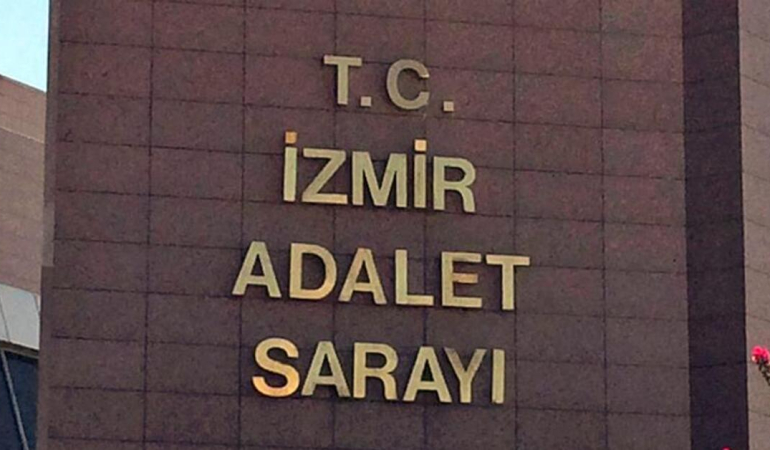 T.C.
İZMİR
ADALET
SARAYI